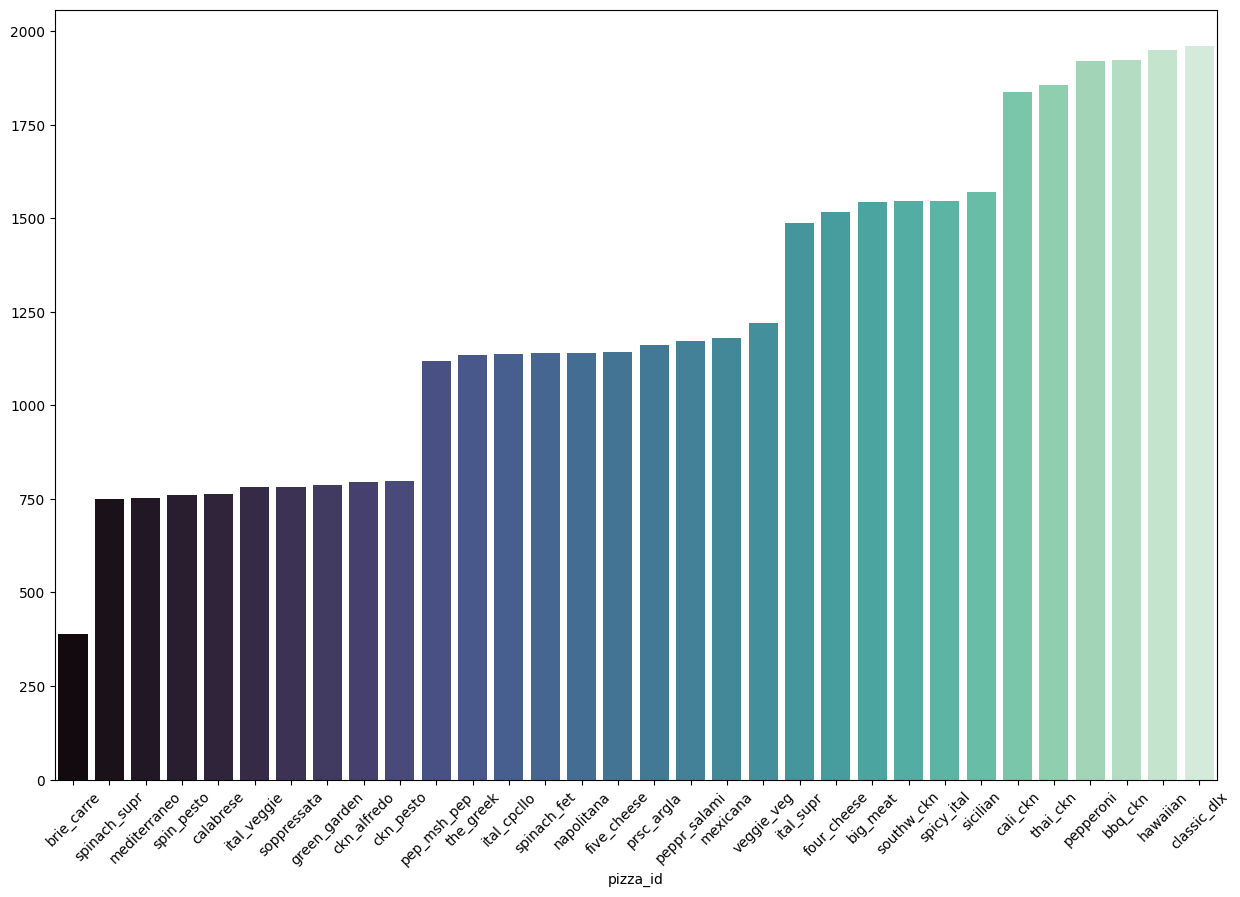 2000
1750
1500
1250
1000
750
500
250
0
brie_carre
spinach_supr
mediterraneo
spin_pesto
calabrese
ital_veggie
soppressata
green_garden
ckn_alfredo
ckn_pesto
pep_msh_pep
the_greek
ital_cpcllo
spinach_fet
napolitana
five_cheese
prsc_argla
peppr_salami
mexicana
veggie_veg
ital_supr
four_cheese
big_meat
southw_ckn
spicy_ital
sicilian
cali_ckn
thai_ckn
pepperoni
bbq_ckn
hawaiian
classic_dlx
pizza_id